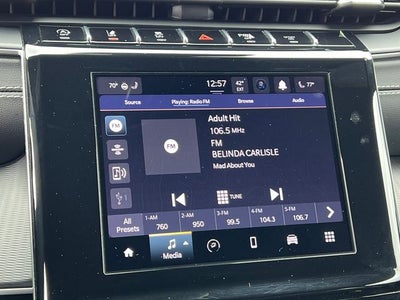 70°
12:57
42°
EXT
77°
Source
Playing: Radio FM
Browse
Audio
FM
Adult Hit
106.5 MHz
FM
FM
BELINDA CARLISLE
Mad About You
1
TUNE
All
Presets
1-AM
760
2-AM
950
3-FM
99.5
4-FM
104.3
5-FM
106.7
Media